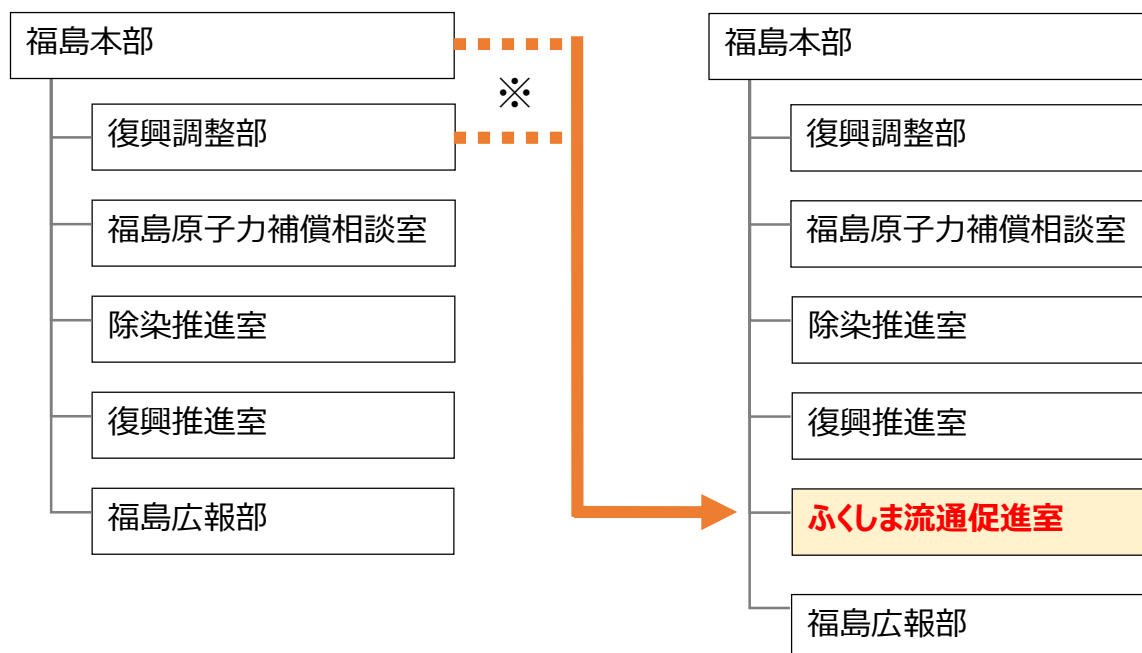 福島本部
※
復興調整部
福島原子力補償相談室
除染推進室
復興推進室
福島広報部
福島本部
復興調整部
福島原子力補償相談室
除染推進室
復興推進室
ふくしま流通促進室
福島広報部